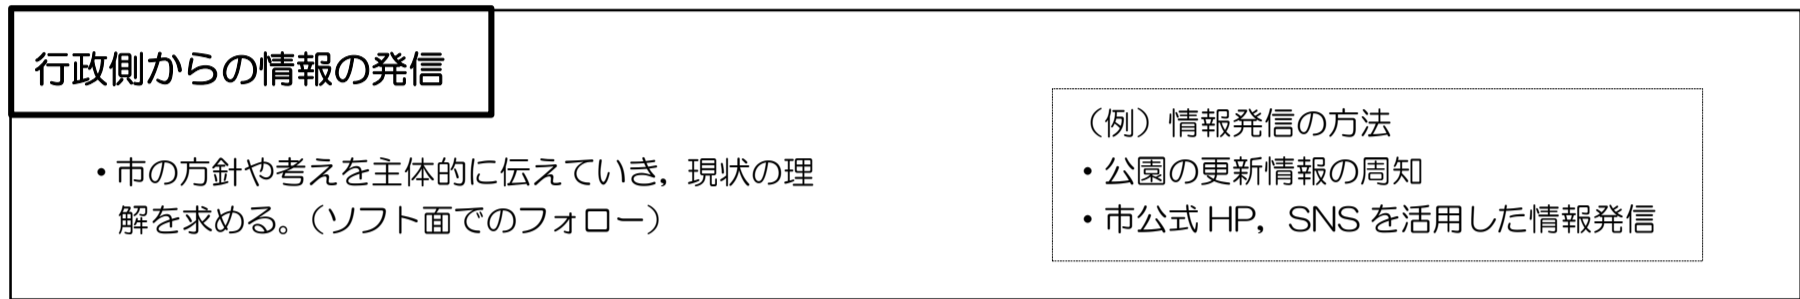 行政側からの情報の発信
・市の方針や考えを主体的に伝えていき，現状の理
解を求める。（ソフト面でのフォロー）
（例）情報発信の方法
・公園の更新情報の周知
・市公式 HP，SNS を活用した情報発信